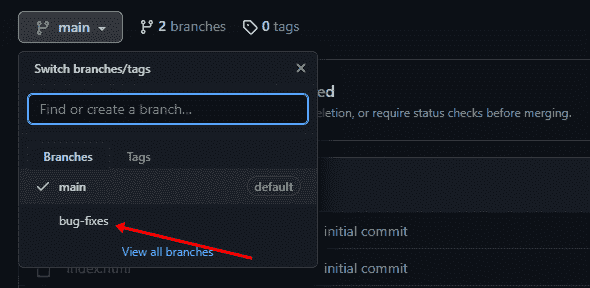 main 2 branches 0 tags
Switch branches/tags
ed
Find or create a branch...
eletion, or require status checks before merging.
Branches Tags
main default
bug-fixes
initial commit
View all branches
index.html initial commit